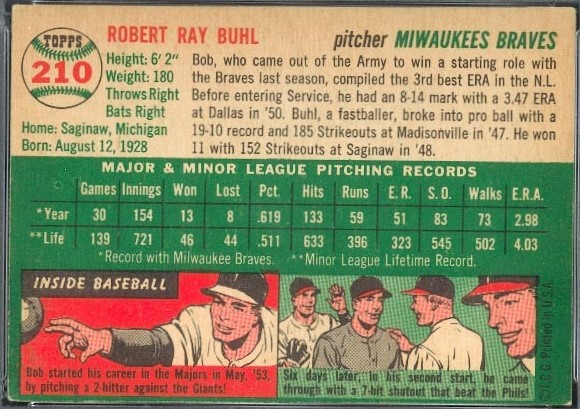 TOPPS
210
ROBERT RAY BUHL
pitcher MIWAUKEES BRAVES
Height: 6' 2"
Weight: 180
Throws Right
Bats Right
Home: Saginaw, Michigan
Born: August 12, 1928
Bob, who came out of the Army to win a starting role with
the Braves last season, compiled the 3rd best ERA in the N.L.
Before entering Service, he had an 8-14 mark with a 3.47 ERA
at Dallas in '50. Buhl, a fastballer, broke into pro ball with a
19-10 record and 185 Strikeouts at Madisonville in '47. He won
11 with 152 Strikeouts at Saginaw in '48.
MAJOR & MINOR LEAGUE PITCHING RECORDS
Games Innings Won Lost Pct. Hits Runs E.R. S.O. Walks E.R.A.
*Year 30 154 13 8 .619 133 59 51 83 73 2.98
**Life 139 721 46 44 .511 633 396 323 545 502 4.03
*Record with Milwaukee Braves. **Minor League Lifetime Record.
INSIDE BASEBALL
Bob started his career in the Majors in May, '53,
by pitching a 2-bitter against the Giants!
Six days later, in his second start, he came
through with a 7-bit shutout that beat the Phils!
©T.C.G. Printed in U.S.A.